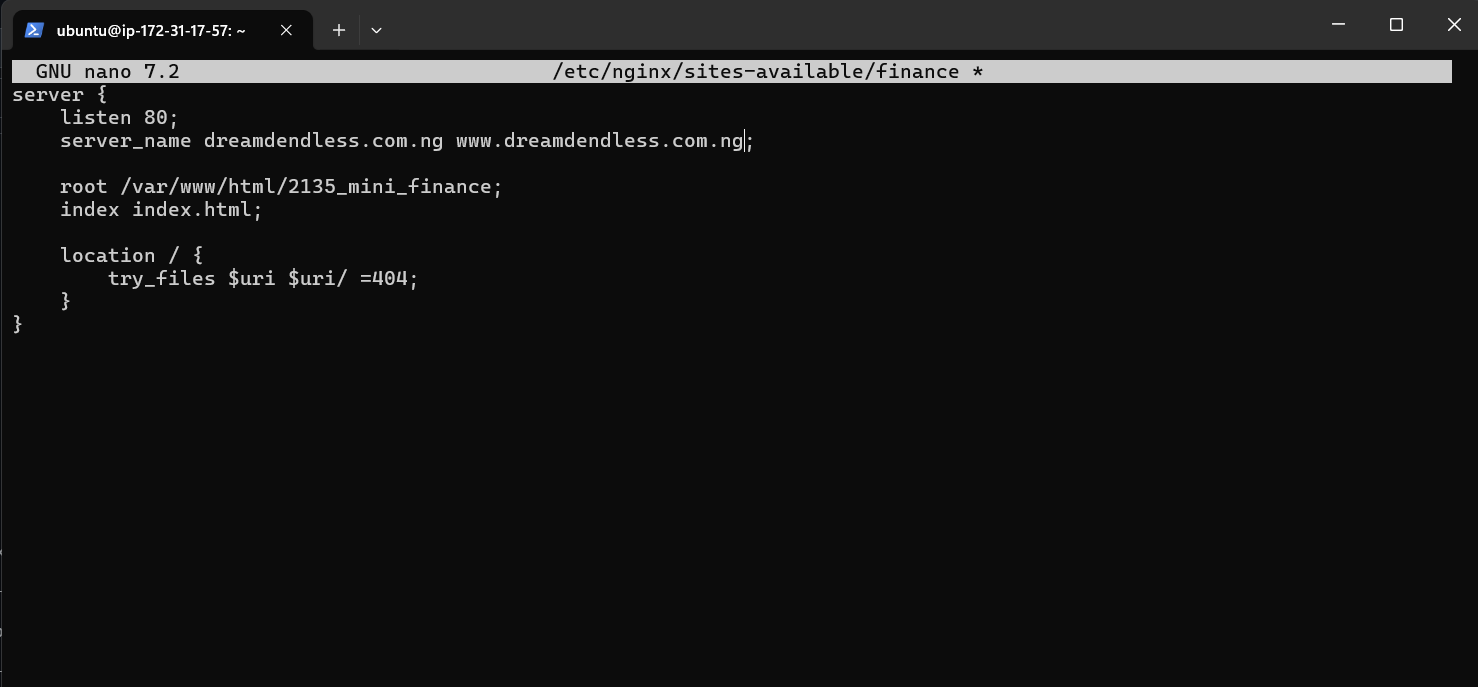 ubuntu@ip-172-31-17-57: ~
GNU nano 7.2 /etc/nginx/sites-available/finance *
server {
    listen 80;
    server_name dreamdendless.com.ng www.dreamdendless.com.ng;

    root /var/www/html/2135_mini_finance;
    index index.html;

    location / {
        try_files $uri $uri/ =404;
    }
}